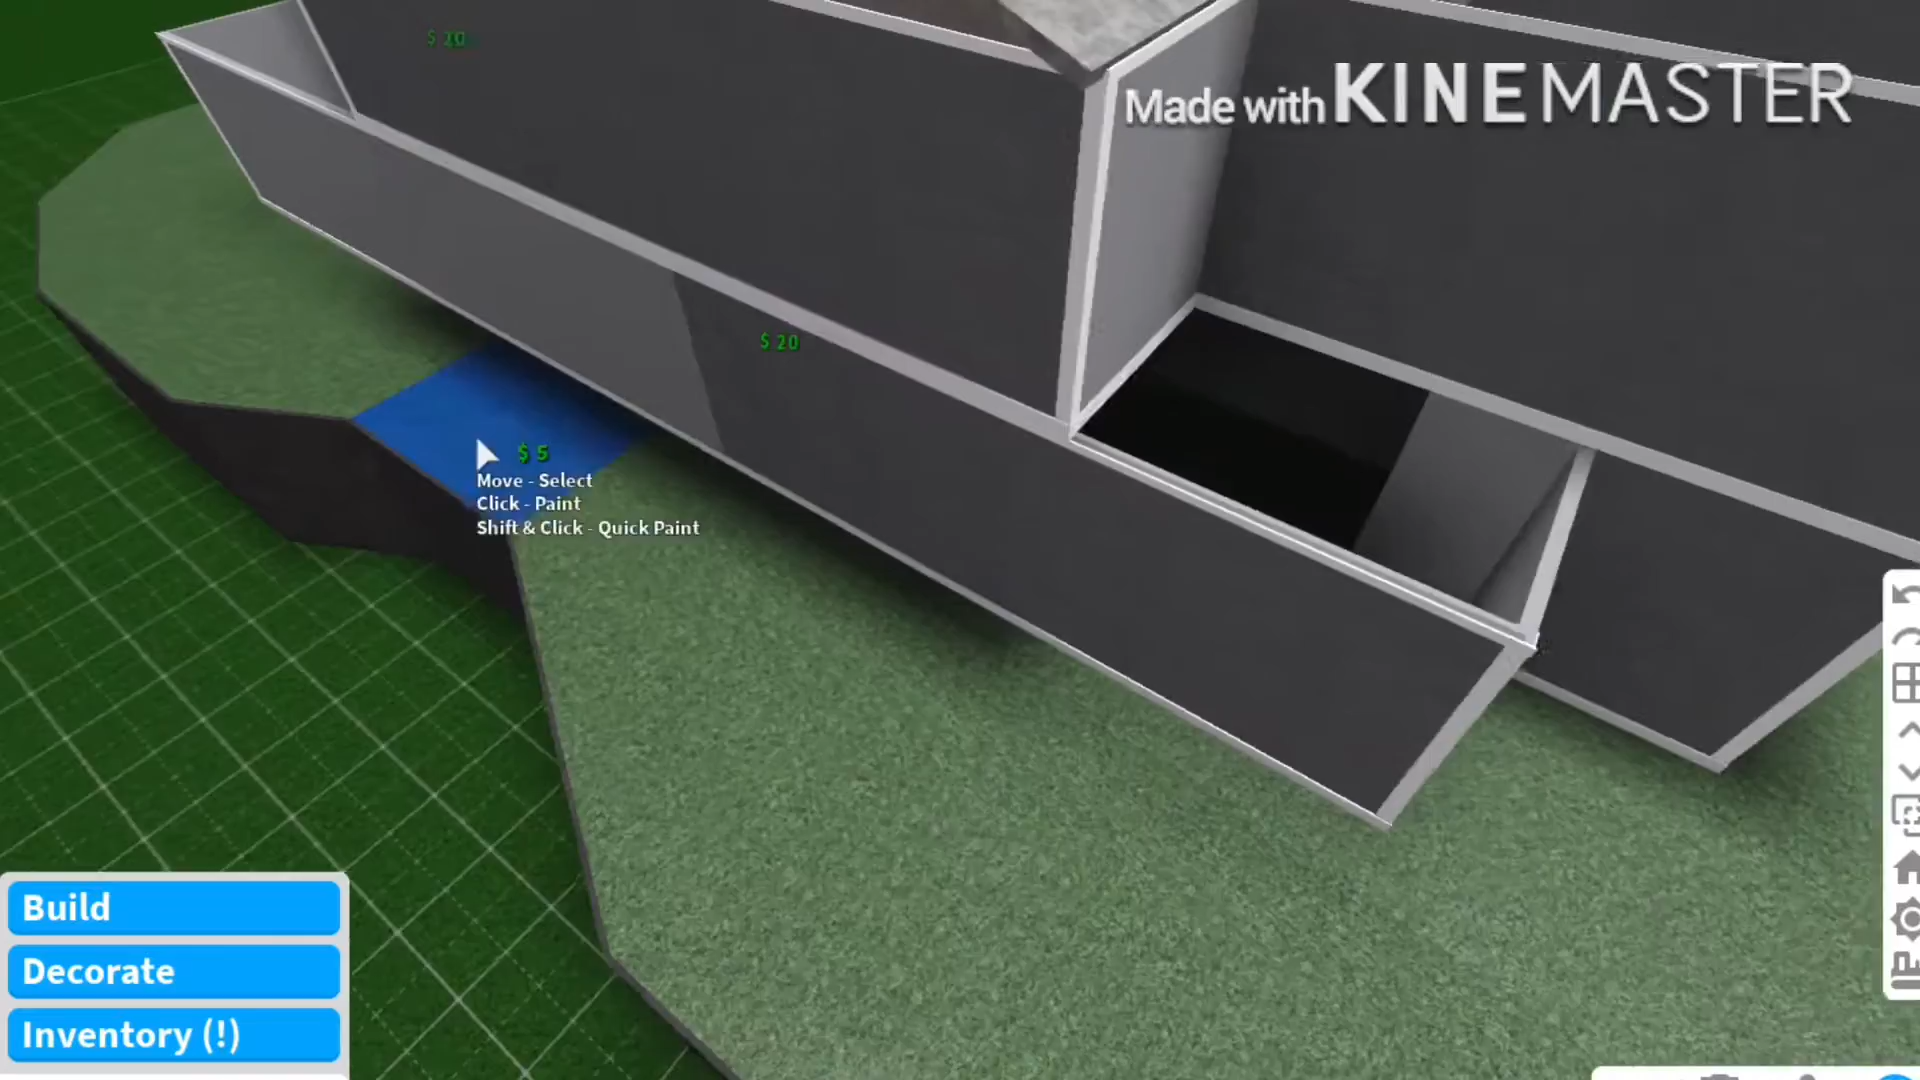 $ 20
Made with KINEMASTER
$ 20
$ 5
Move - Select
Click - Paint
Shift & Click - Quick Paint
Build
Decorate
Inventory (!)